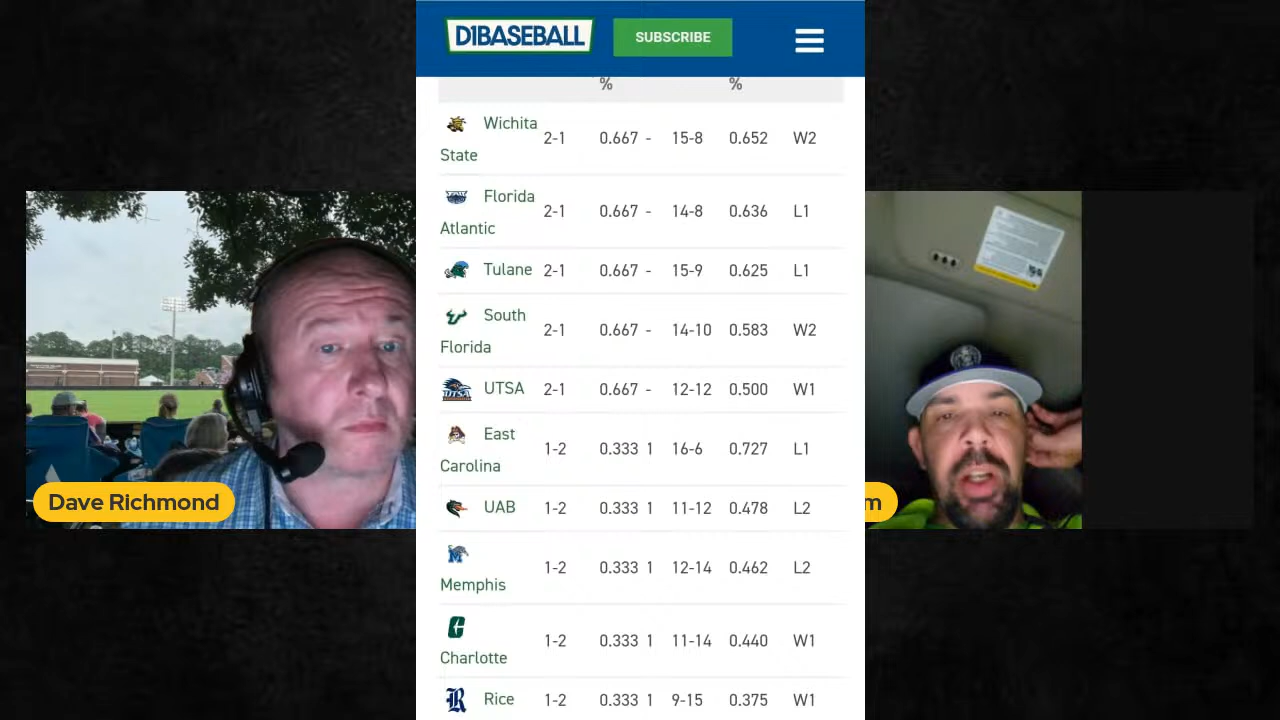 D1BASEBALL
SUBSCRIBE
% %
Wichita
State 2-1 0.667 - 15-8 0.652 W2
Florida
Atlantic 2-1 0.667 - 14-8 0.636 L1
Tulane 2-1 0.667 - 15-9 0.625 L1
South
Florida 2-1 0.667 - 14-10 0.583 W2
UTSA 2-1 0.667 - 12-12 0.500 W1
East
Carolina 1-2 0.333 1 16-6 0.727 L1
UAB 1-2 0.333 1 11-12 0.478 L2
Memphis 1-2 0.333 1 12-14 0.462 L2
Charlotte 1-2 0.333 1 11-14 0.440 W1
Rice 1-2 0.333 1 9-15 0.375 W1
Dave Richmond
m